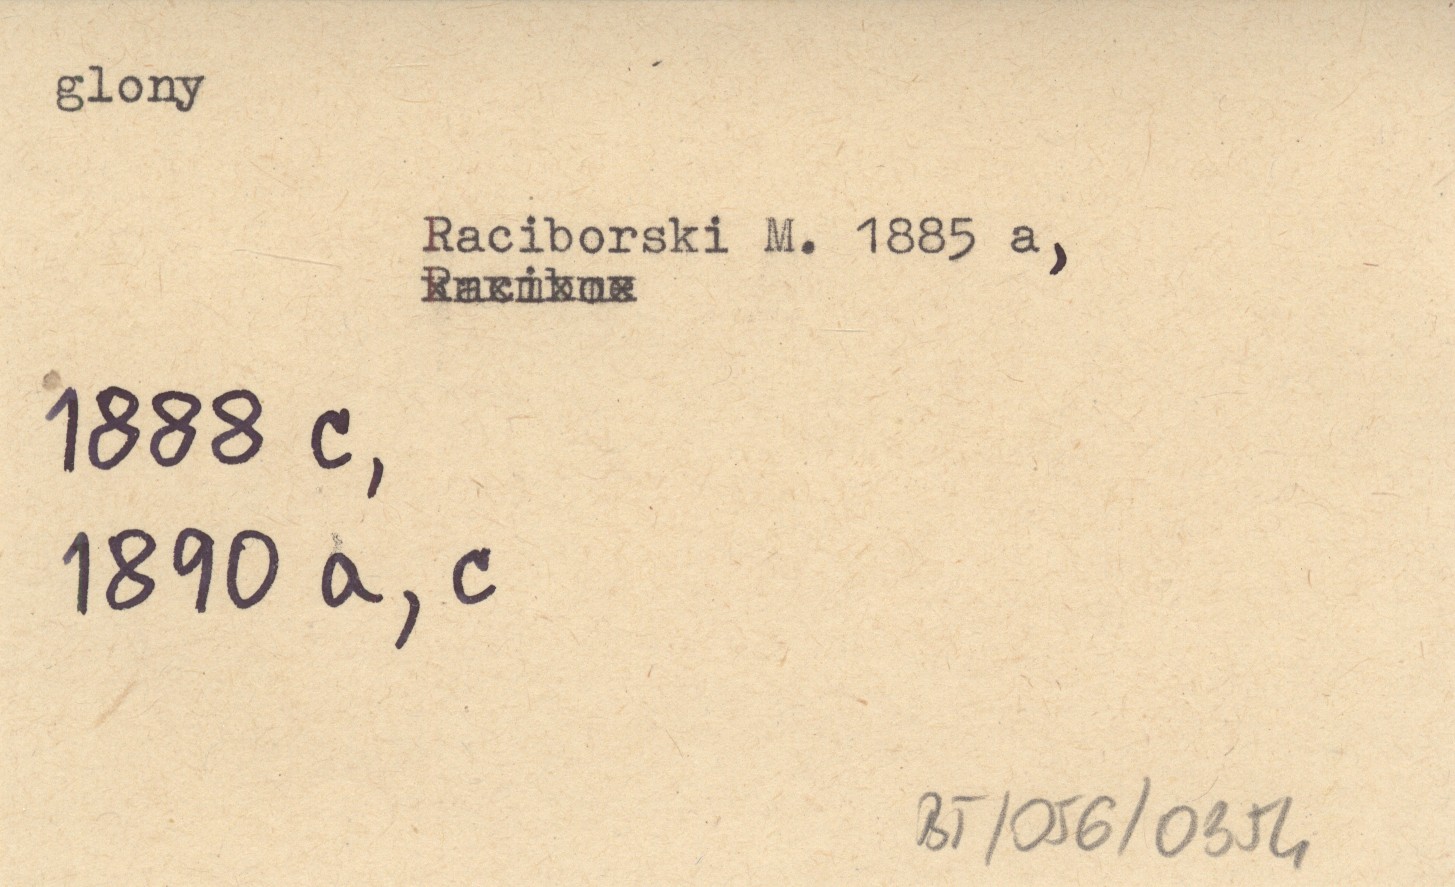 glony
Raciborski M. 1885 a,
1888 c,
1890 a, c
BT/056/0354